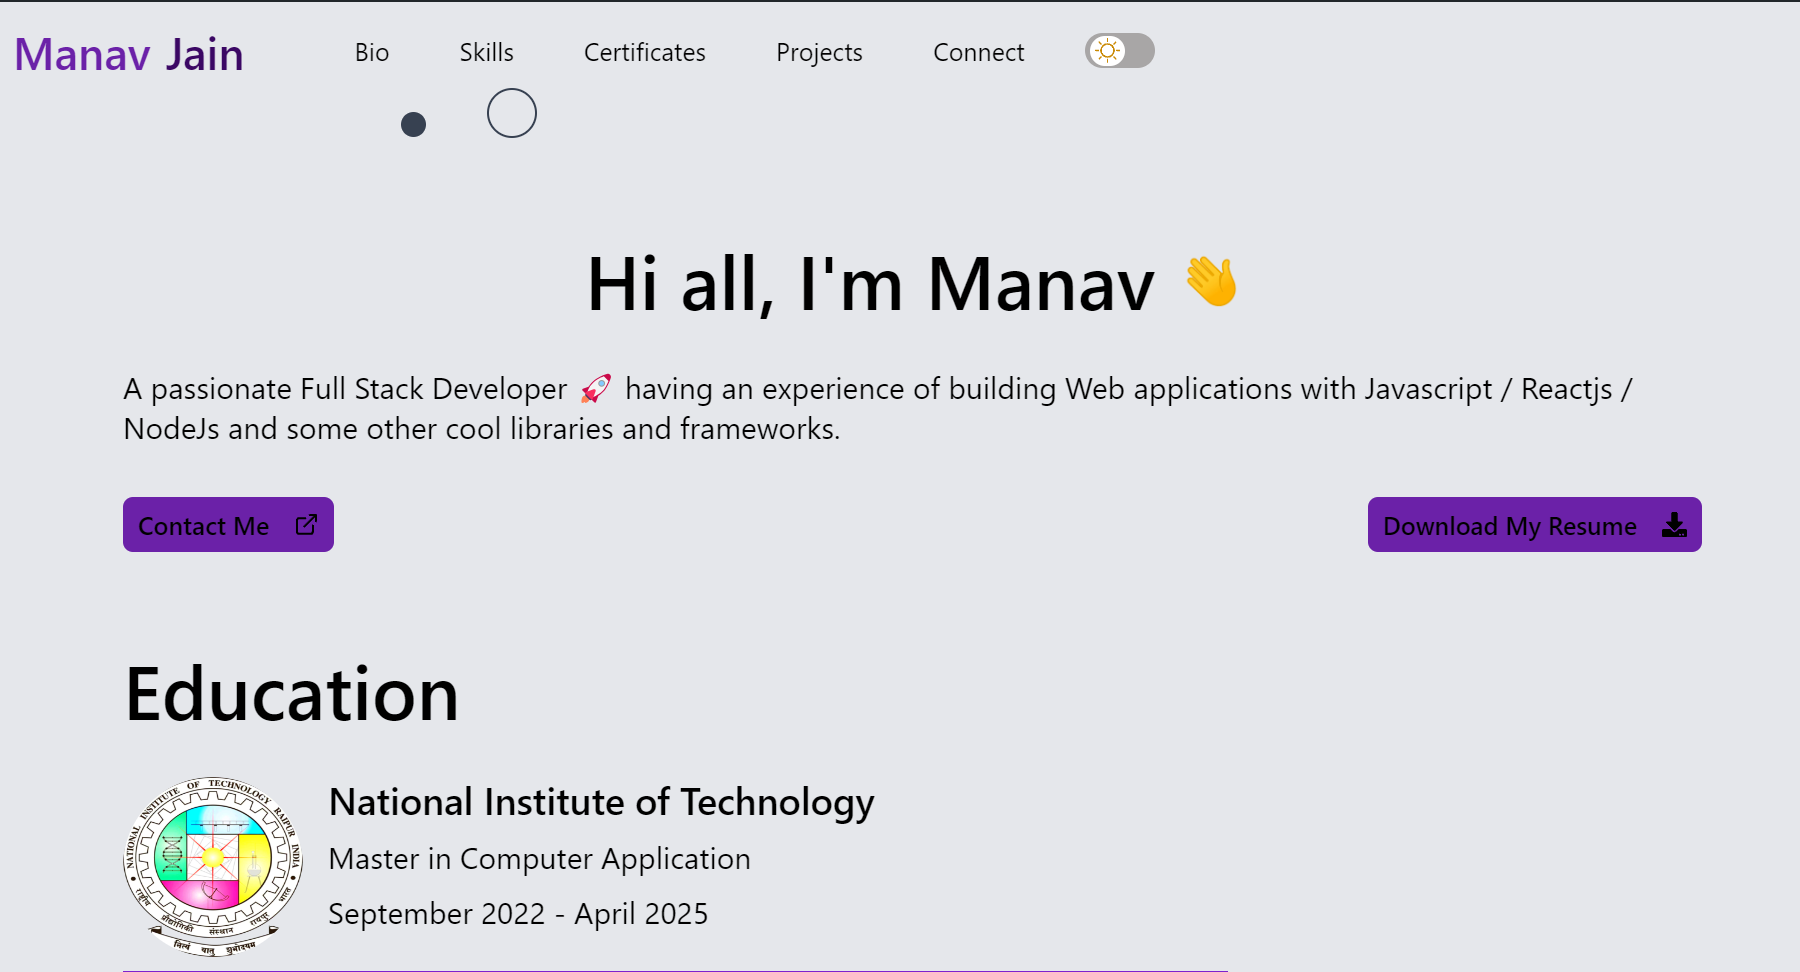 Manav Jain
Bio
Skills
Certificates
Projects
Connect
Hi all, I'm Manav 👋
A passionate Full Stack Developer 🚀 having an experience of building Web applications with Javascript / Reactjs /
NodeJs and some other cool libraries and frameworks.
Contact Me
Download My Resume
Education
NATIONAL INSTITUTE OF TECHNOLOGY RAIPUR INDIA
राष्ट्रीय प्रौद्योगिकी संस्थान रायपुर भारत
National Institute of Technology
Master in Computer Application
September 2022 - April 2025